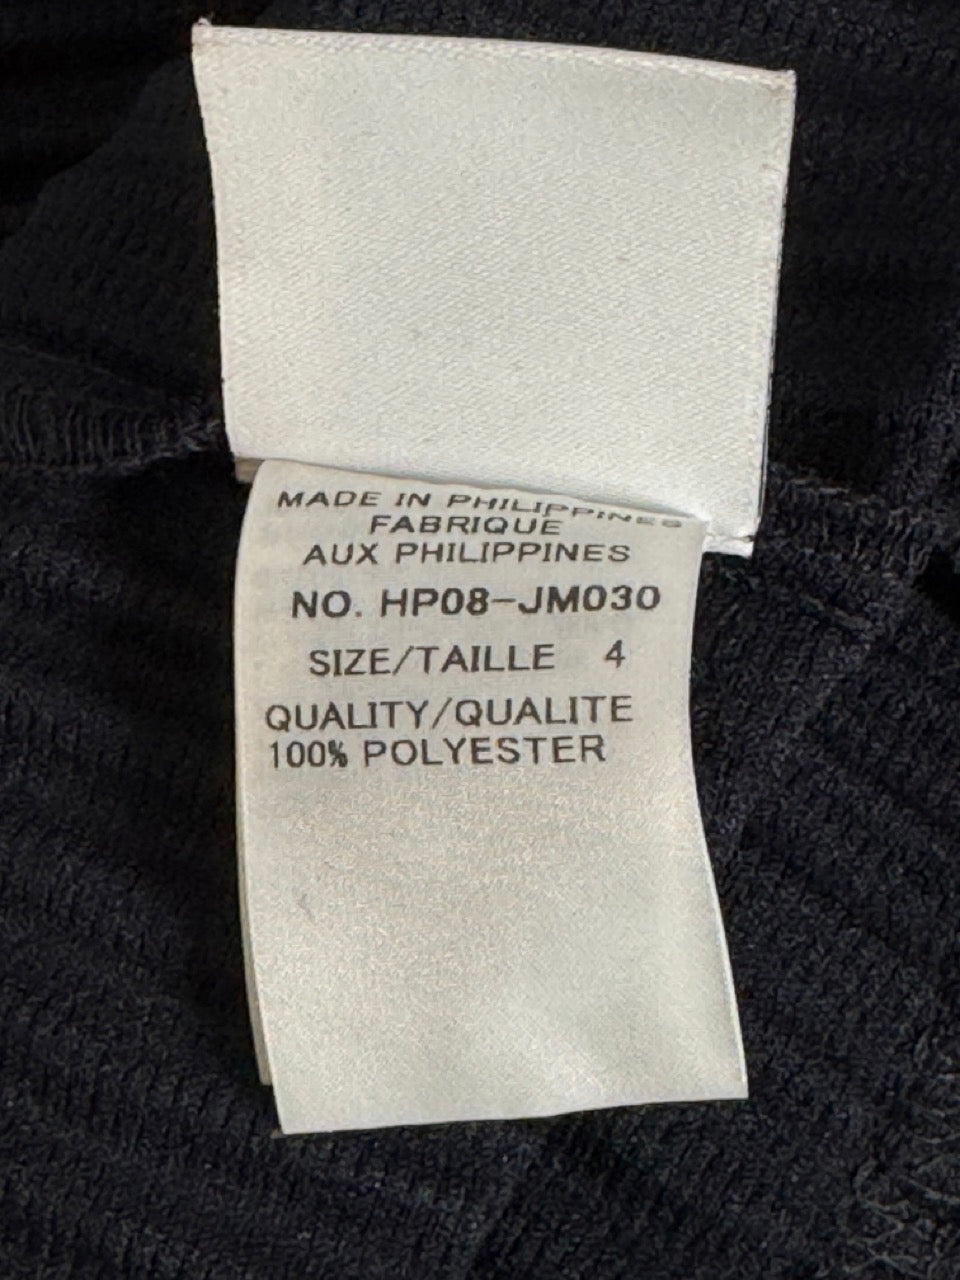 MADE IN PHILIPPINES
FABRIQUE
AUX PHILIPPINES
NO. HP08-JM030
SIZE/TAILLE 4
QUALITY/QUALITE
100% POLYESTER